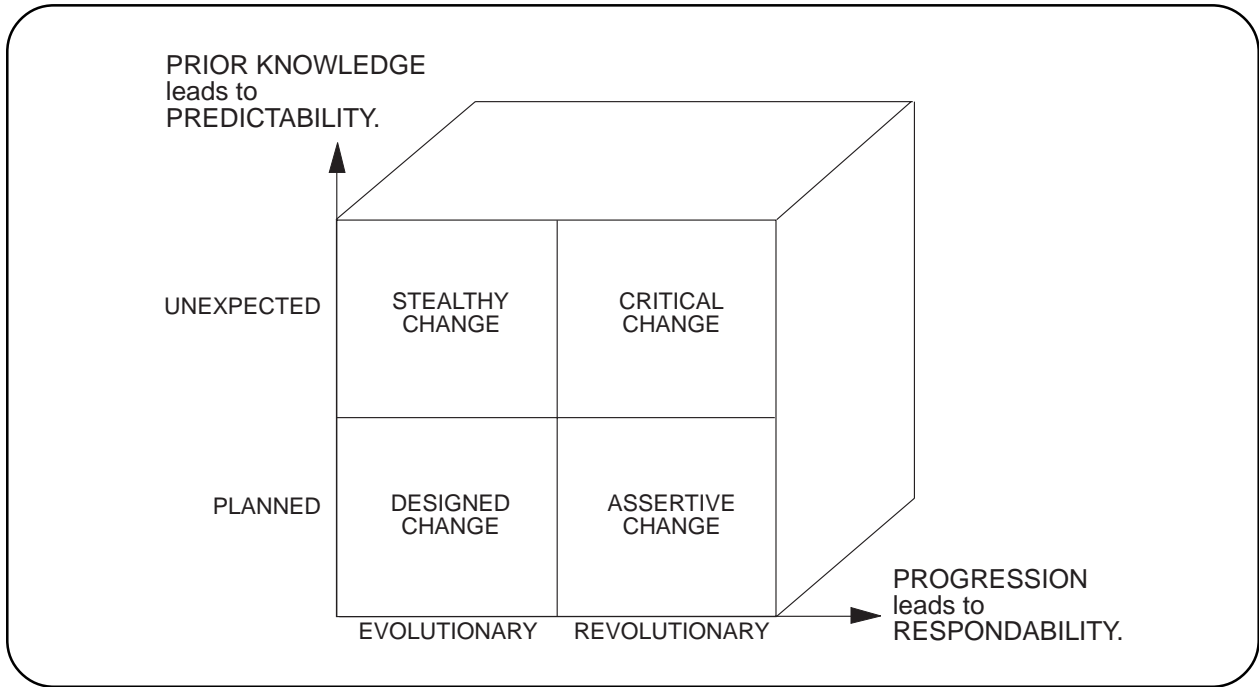 PRIOR KNOWLEDGE
leads to
PREDICTABILITY.
UNEXPECTED
STEALTHY
CHANGE
CRITICAL
CHANGE
PLANNED
DESIGNED
CHANGE
ASSERTIVE
CHANGE
PROGRESSION
leads to
RESPONDABILITY.
EVOLUTIONARY
REVOLUTIONARY